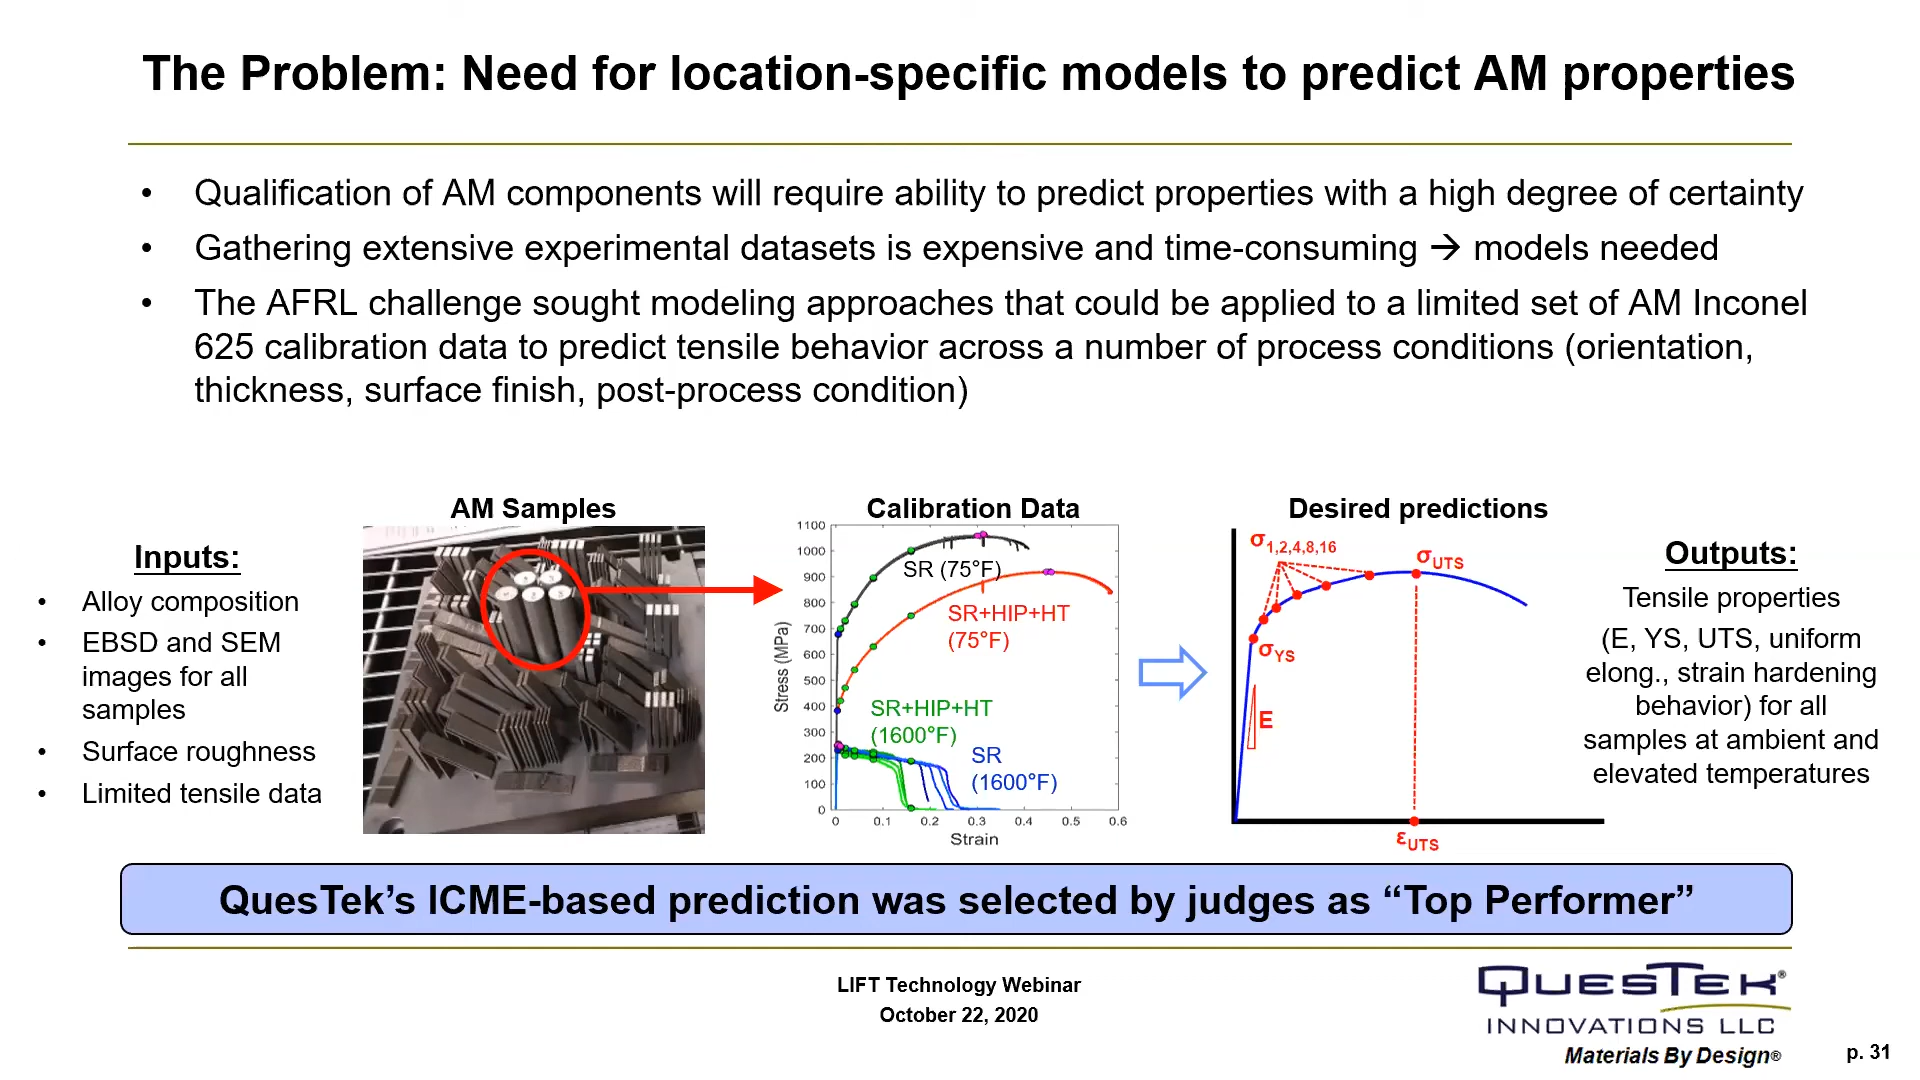 The Problem: Need for location-specific models to predict AM properties
• Qualification of AM components will require ability to predict properties with a high degree of certainty
• Gathering extensive experimental datasets is expensive and time-consuming → models needed
• The AFRL challenge sought modeling approaches that could be applied to a limited set of AM Inconel
625 calibration data to predict tensile behavior across a number of process conditions (orientation,
thickness, surface finish, post-process condition)
Inputs:
• Alloy composition
• EBSD and SEM
images for all
samples
• Surface roughness
• Limited tensile data
AM Samples
Calibration Data
1100
1000
900
800
700
600
500
400
300
200
100
0
Stress (MPa)
SR (75°F)
SR+HIP+HT
(75°F)
SR+HIP+HT
(1600°F)
SR
(1600°F)
0 0.1 0.2 0.3 0.4 0.5 0.6
Strain
Desired predictions
σ1,2,4,8,16
σUTS
σYS
E
εUTS
Outputs:
Tensile properties
(E, YS, UTS, uniform
elong., strain hardening
behavior) for all
samples at ambient and
elevated temperatures
QuesTek’s ICME-based prediction was selected by judges as “Top Performer”
LIFT Technology Webinar
October 22, 2020
QUESTEK®
INNOVATIONS LLC
Materials By Design®
p. 31